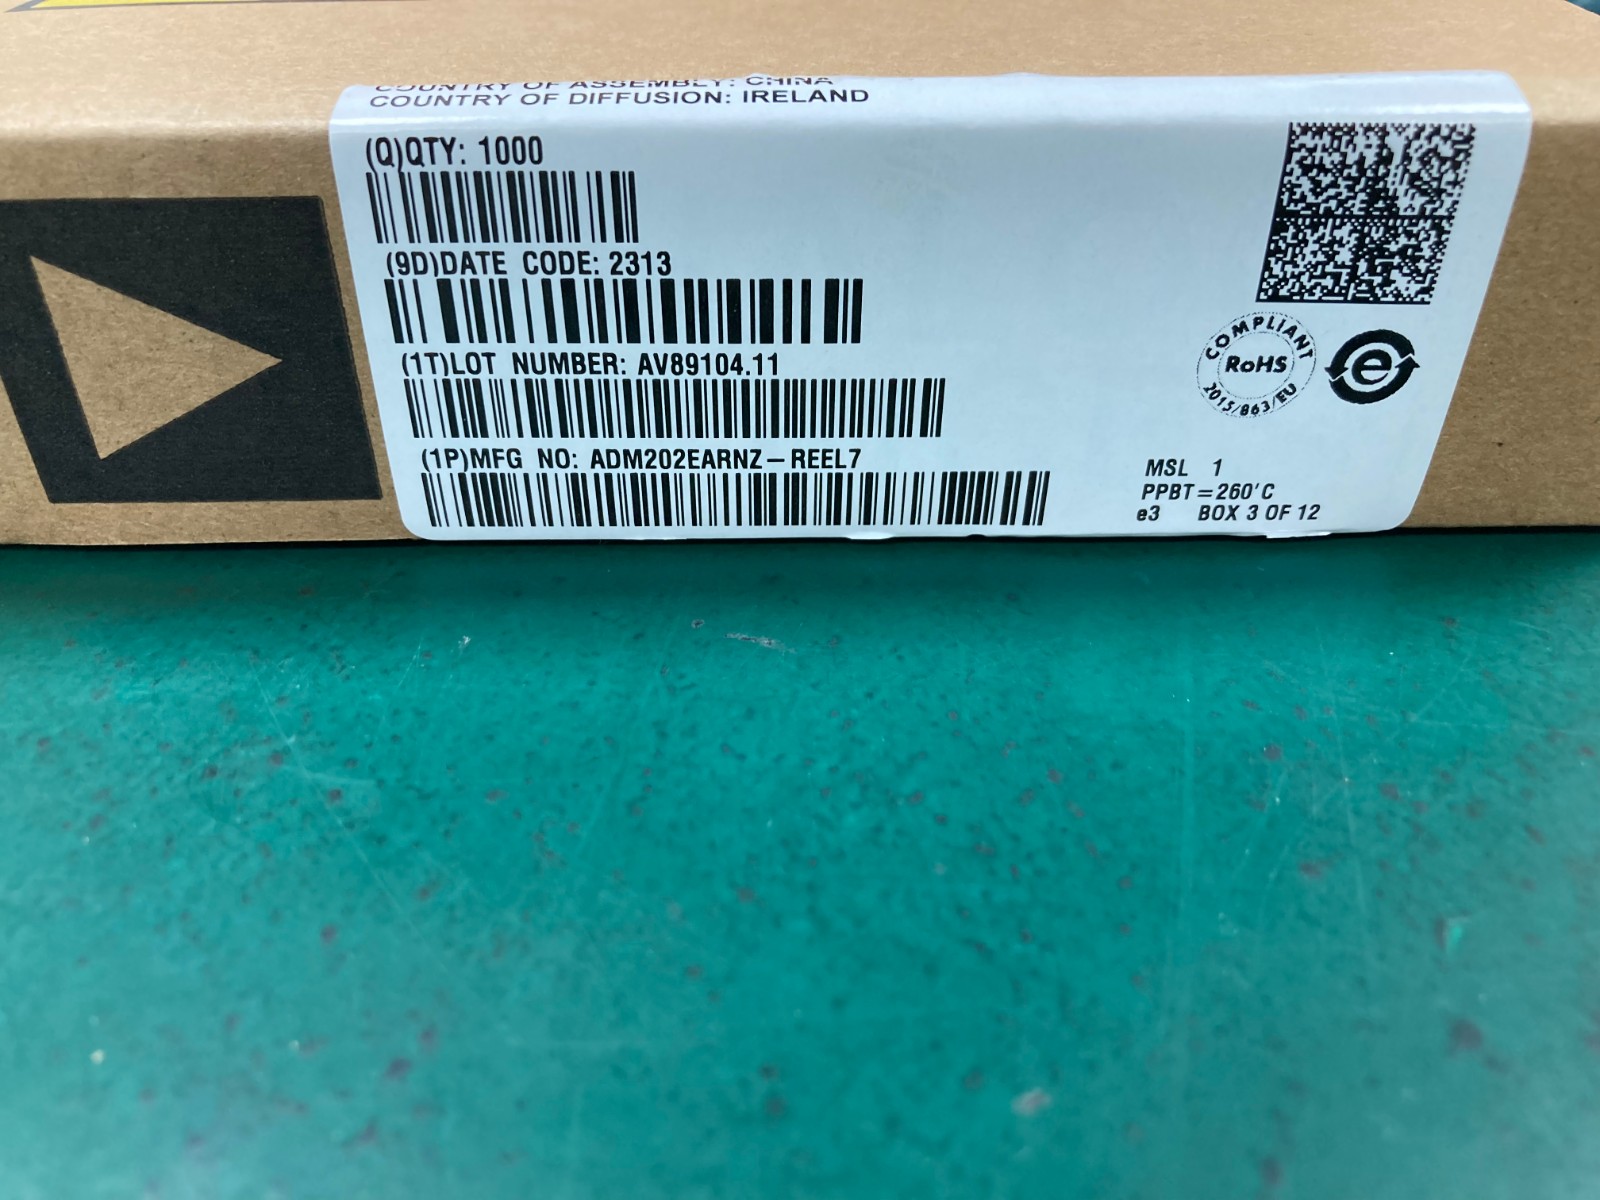 COUNTRY OF ASSEMBLY: CHINA
COUNTRY OF DIFFUSION: IRELAND
(Q)QTY: 1000
(9D)DATE CODE: 2313
(1T)LOT NUMBER: AV89104.11
(1P)MFG NO: ADM202EARNZ-REEL7
COMPLIANT
RoHS
2015/863/EU
e
MSL 1
PPBT=260'C
e3 BOX 3 OF 12